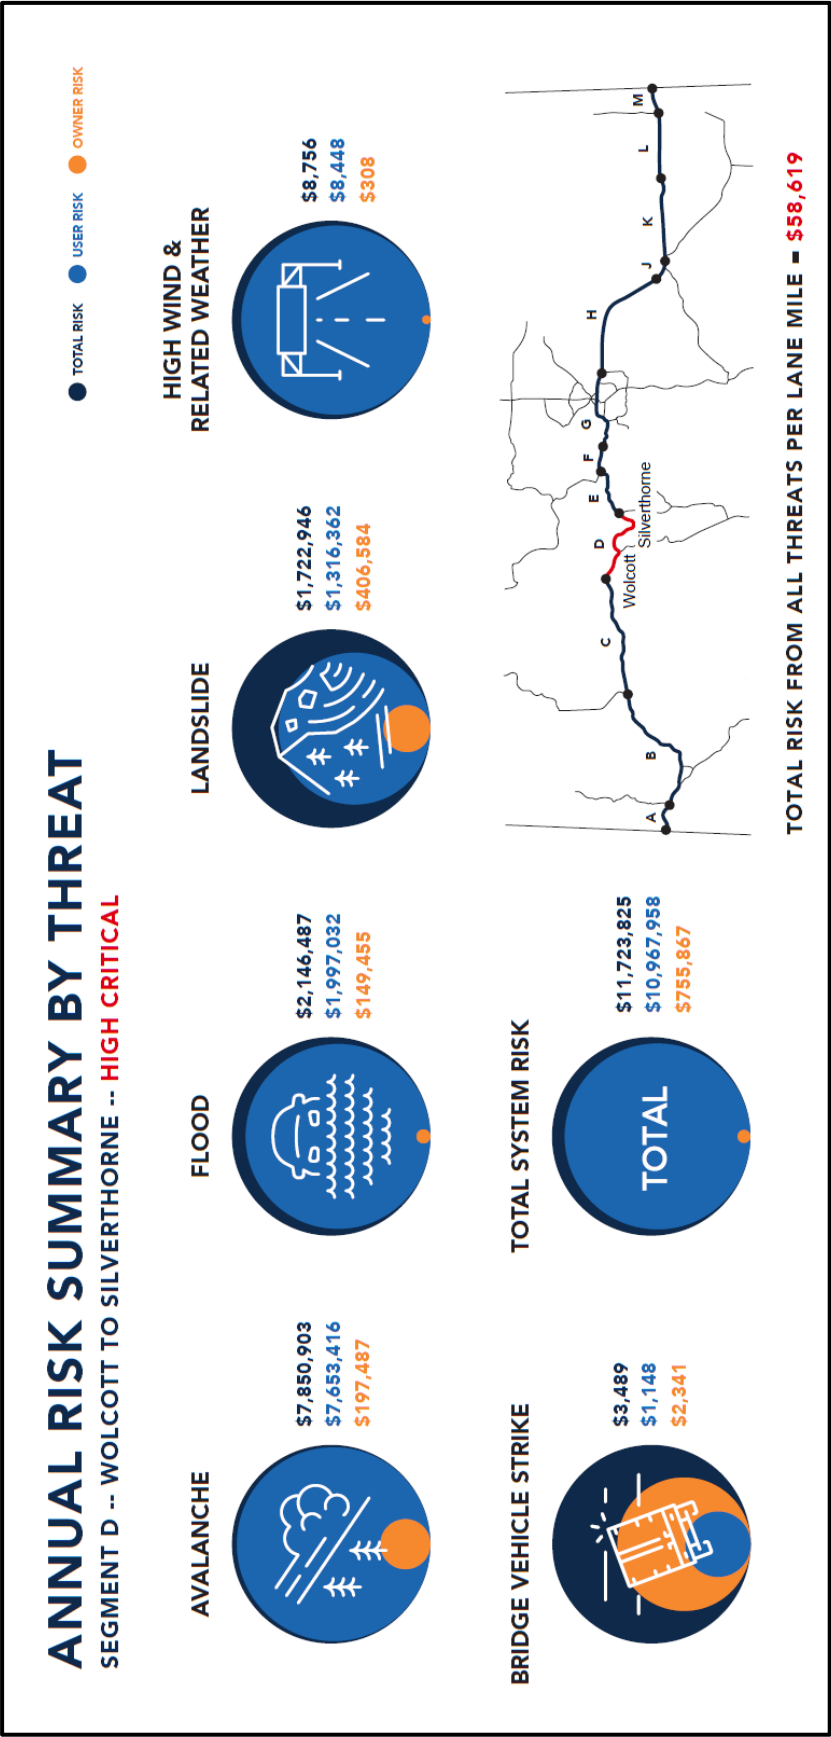 ANNUAL RISK SUMMARY BY THREAT
SEGMENT D -- WOLCOTT TO SILVERTHORNE -- HIGH CRITICAL
TOTAL RISK
USER RISK
OWNER RISK
AVALANCHE
$7,850,903
$7,653,416
$197,487
FLOOD
$2,146,487
$1,997,032
$149,455
LANDSLIDE
$1,722,946
$1,316,362
$406,584
HIGH WIND &
RELATED WEATHER
$8,756
$8,448
$308
BRIDGE VEHICLE STRIKE
$3,489
$1,148
$2,341
TOTAL SYSTEM RISK
TOTAL
$11,723,825
$10,967,958
$755,867
A
B
C
D
E
F
G
H
J
K
L
M
Wolcott
Silverthorne
TOTAL RISK FROM ALL THREATS PER LANE MILE = $58,619